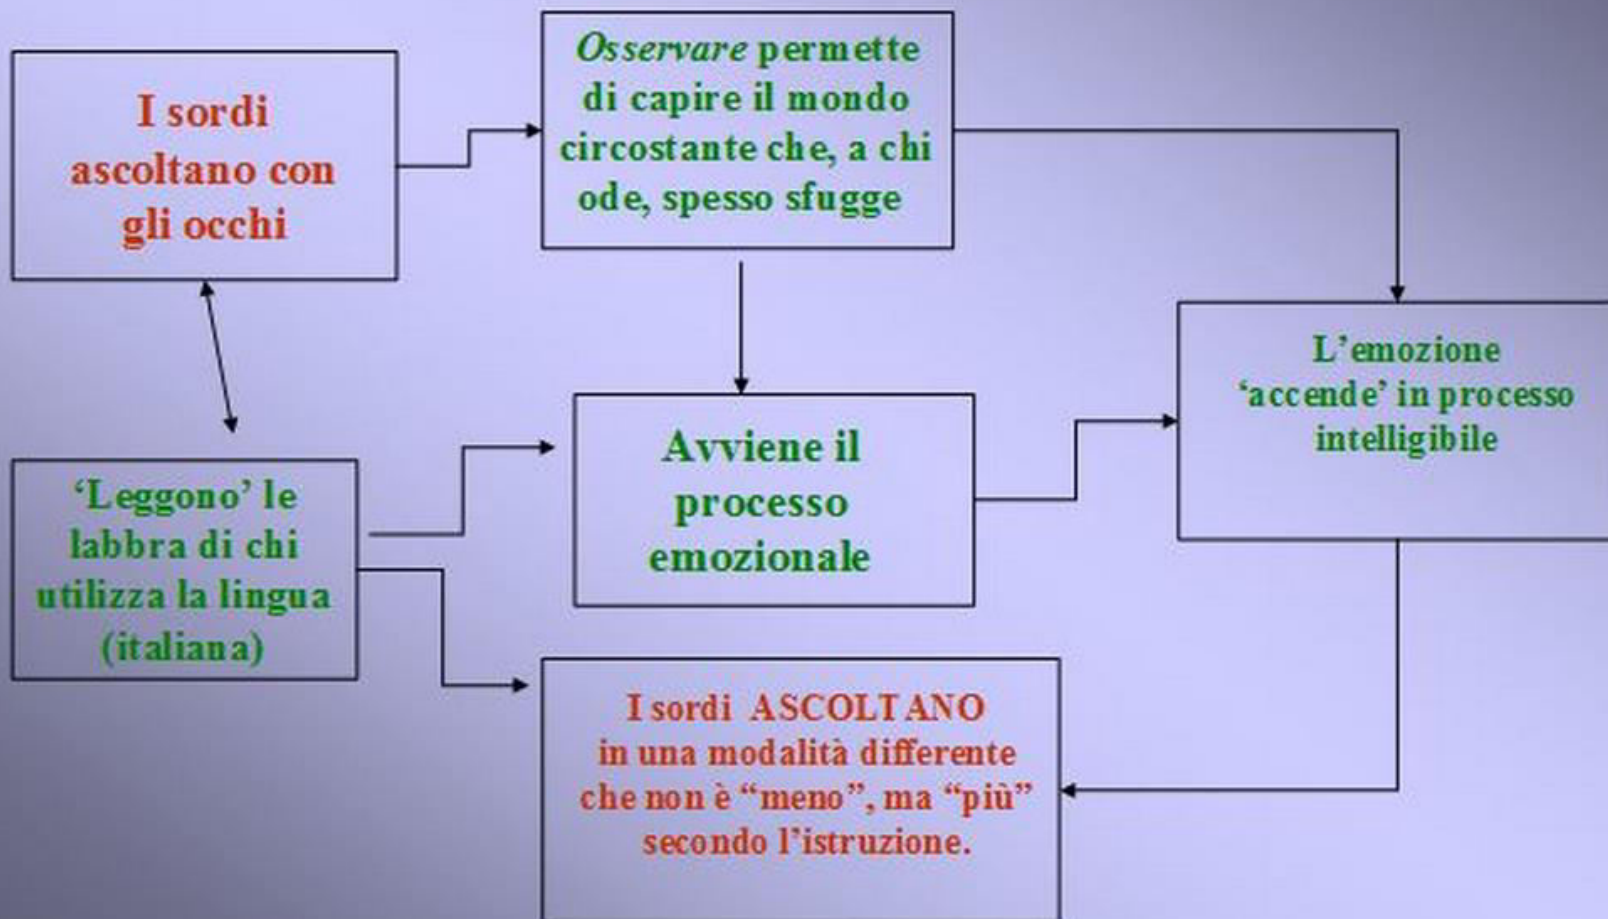 I sordi
ascoltano con
gli occhi
Osservare permette
di capire il mondo
circostante che, a chi
ode, spesso sfugge
L’emozione
‘accende’ in processo
intelligibile
Avviene il
processo
emozionale
‘Leggono’ le
labbra di chi
utilizza la lingua
(italiana)
I sordi ASCOLTANO
in una modalità differente
che non è “meno”, ma “più”
secondo l’istruzione.